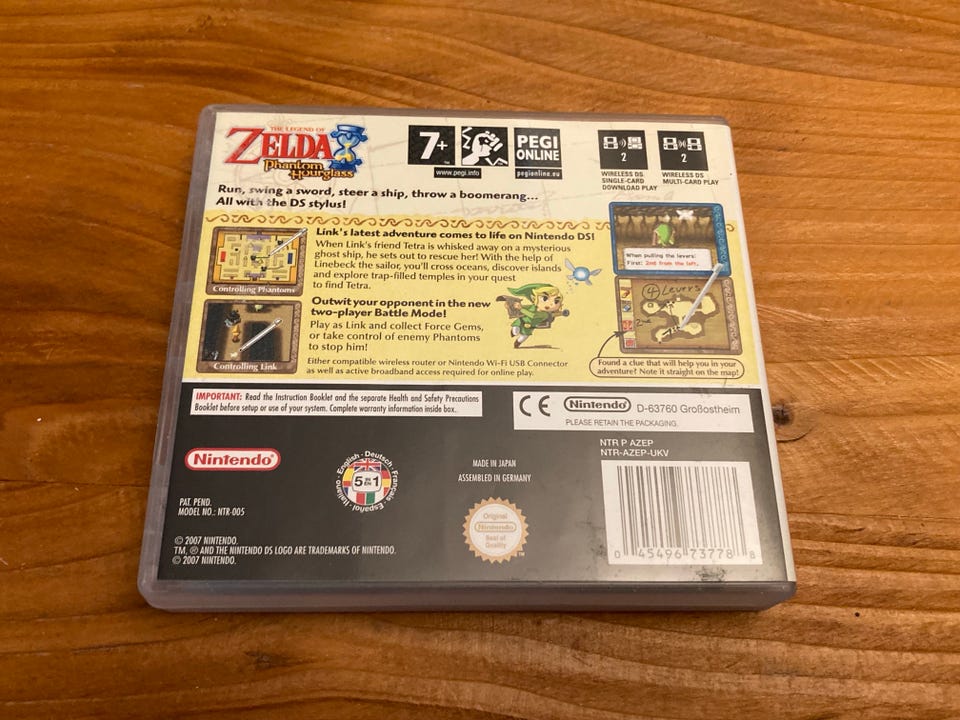 THE LEGEND OF
ZELDA
Phantom Hourglass
7+
www.pegi.info
PEGI
ONLINE
pegionline.eu
2
WIRELESS DS
SINGLE-CARD
DOWNLOAD PLAY
2
WIRELESS DS
MULTI-CARD PLAY
Run, swing a sword, steer a ship, throw a boomerang...
All with the DS stylus!
Link's latest adventure comes to life on Nintendo DS!
When Link's friend Tetra is whisked away on a mysterious
ghost ship, he sets out to rescue her! With the help of
Linebeck the sailor, you'll cross oceans, discover islands
and explore trap-filled temples in your quest
to find Tetra.
Controlling Phantoms
Outwit your opponent in the new
two-player Battle Mode!
Play as Link and collect Force Gems,
or take control of enemy Phantoms
to stop him!
Controlling Link
Either compatible wireless router or Nintendo Wi-Fi USB Connector
as well as active broadband access required for online play.
When pulling the levers:
First: 2nd from the left.
4 Levers
2nd
Found a clue that will help you in your
adventure? Note it straight on the map!
IMPORTANT: Read the Instruction Booklet and the separate Health and Safety Precautions
Booklet before setup or use of your system. Complete warranty information inside box.
CE Nintendo® D-63760 Großostheim
PLEASE RETAIN THE PACKAGING.
NTR P AZEP
NTR-AZEP-UKV
Nintendo®
English · Deutsch · Français · Español · Italiano
5 IN EN 1
MADE IN JAPAN
ASSEMBLED IN GERMANY
Original
Nintendo
Seal of
Quality
TM
PAT. PEND.
MODEL NO.: NTR-005
© 2007 NINTENDO.
TM, ® AND THE NINTENDO DS LOGO ARE TRADEMARKS OF NINTENDO.
© 2007 NINTENDO.
0 45496 73778 8